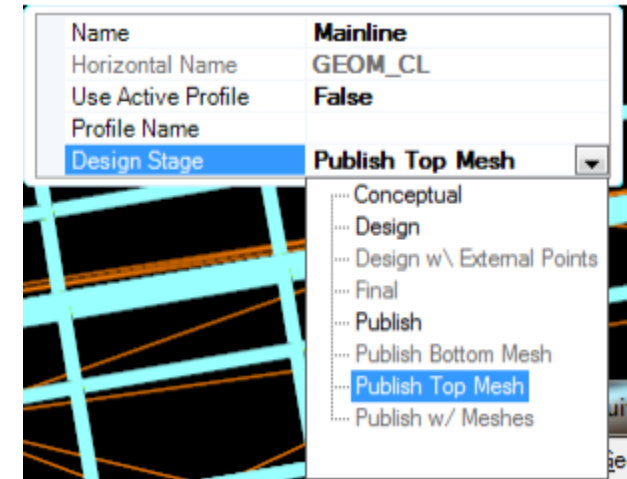 Name Mainline
Horizontal Name GEOM_CL
Use Active Profile False
Profile Name
Design Stage Publish Top Mesh
Conceptual
Design
Design w\ External Points
Final
Publish
Publish Bottom Mesh
Publish Top Mesh
Publish w/ Meshes